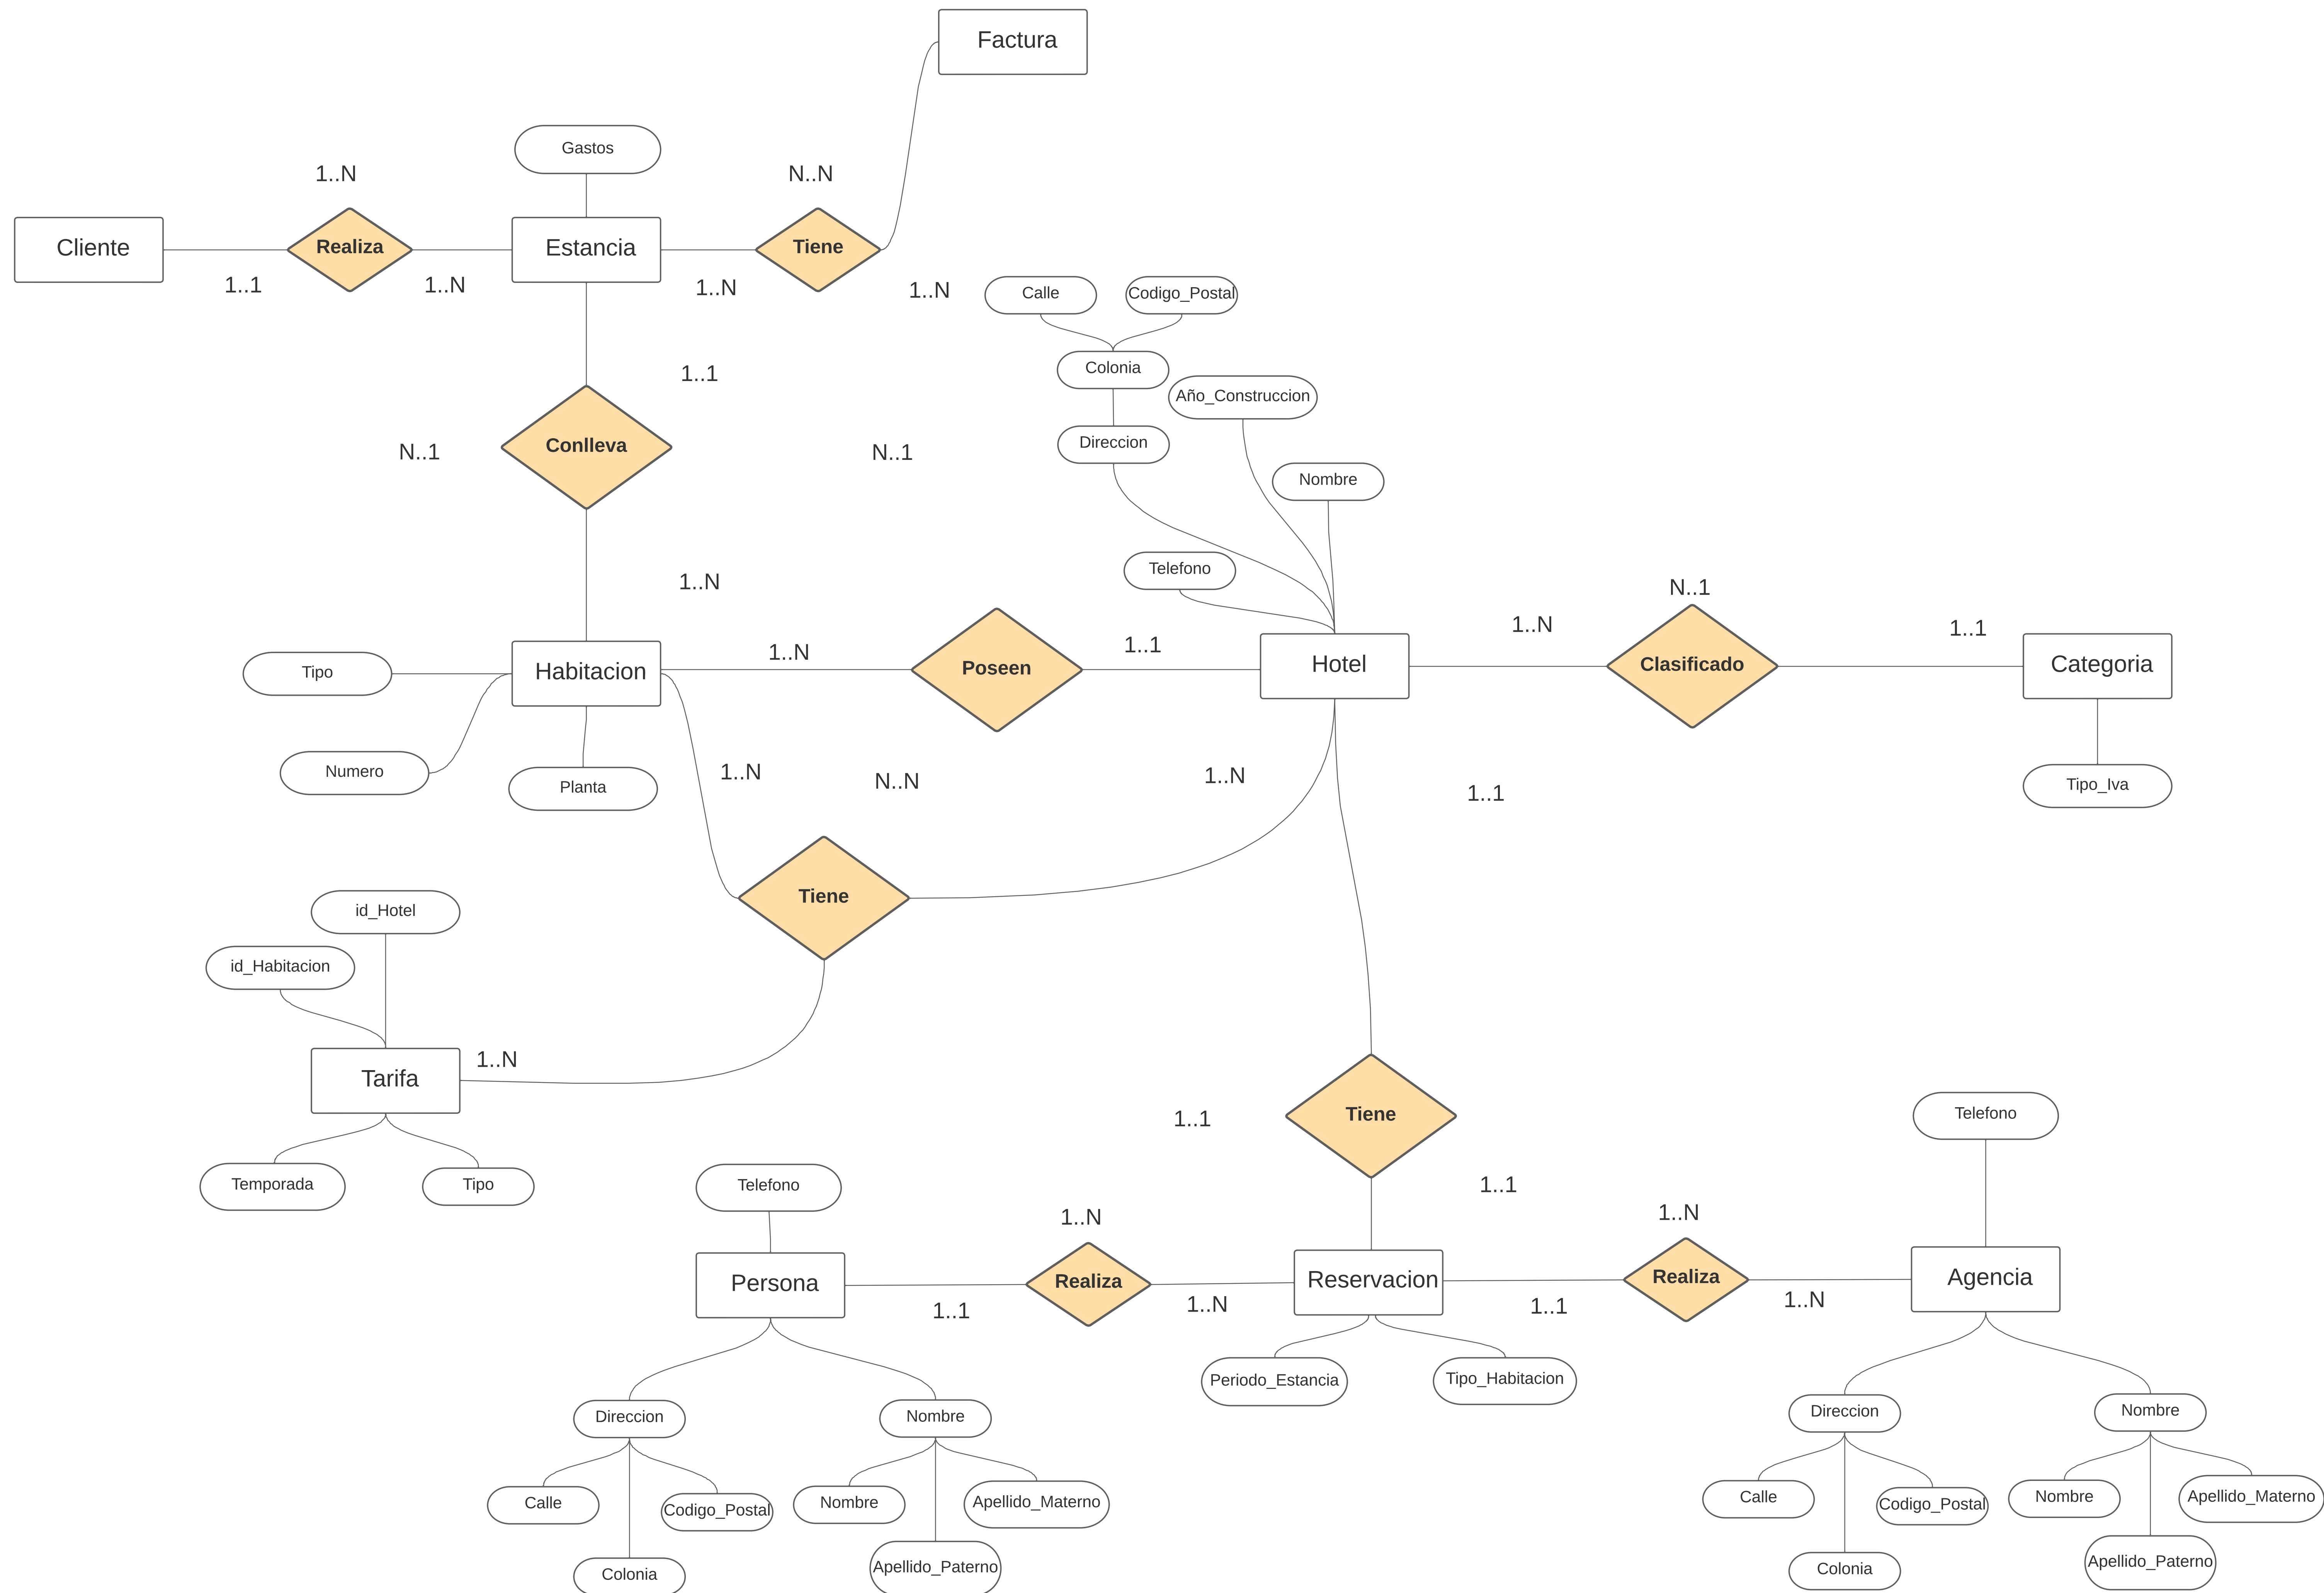 Factura
Gastos
1..N
N..N
Cliente
Realiza
Estancia
Tiene
1..1
1..N
1..N
1..N
Calle
Codigo_Postal
1..1
Colonia
Año_Construccion
Conlleva
N..1
N..1
Direccion
Nombre
Telefono
1..N
N..1
1..N
1..1
1..N
1..1
Tipo
Habitacion
Poseen
Hotel
Clasificado
Categoria
Numero
Planta
1..N
N..N
1..N
1..1
Tipo_Iva
Tiene
id_Hotel
id_Habitacion
Tarifa
1..N
Tiene
1..1
Telefono
Temporada
Tipo
Telefono
1..1
1..N
1..N
Persona
Realiza
Reservacion
Realiza
Agencia
1..1
1..N
1..1
1..N
Periodo_Estancia
Tipo_Habitacion
Direccion
Nombre
Direccion
Nombre
Calle
Codigo_Postal
Nombre
Apellido_Materno
Calle
Codigo_Postal
Nombre
Apellido_Materno
Colonia
Apellido_Paterno
Colonia
Apellido_Paterno